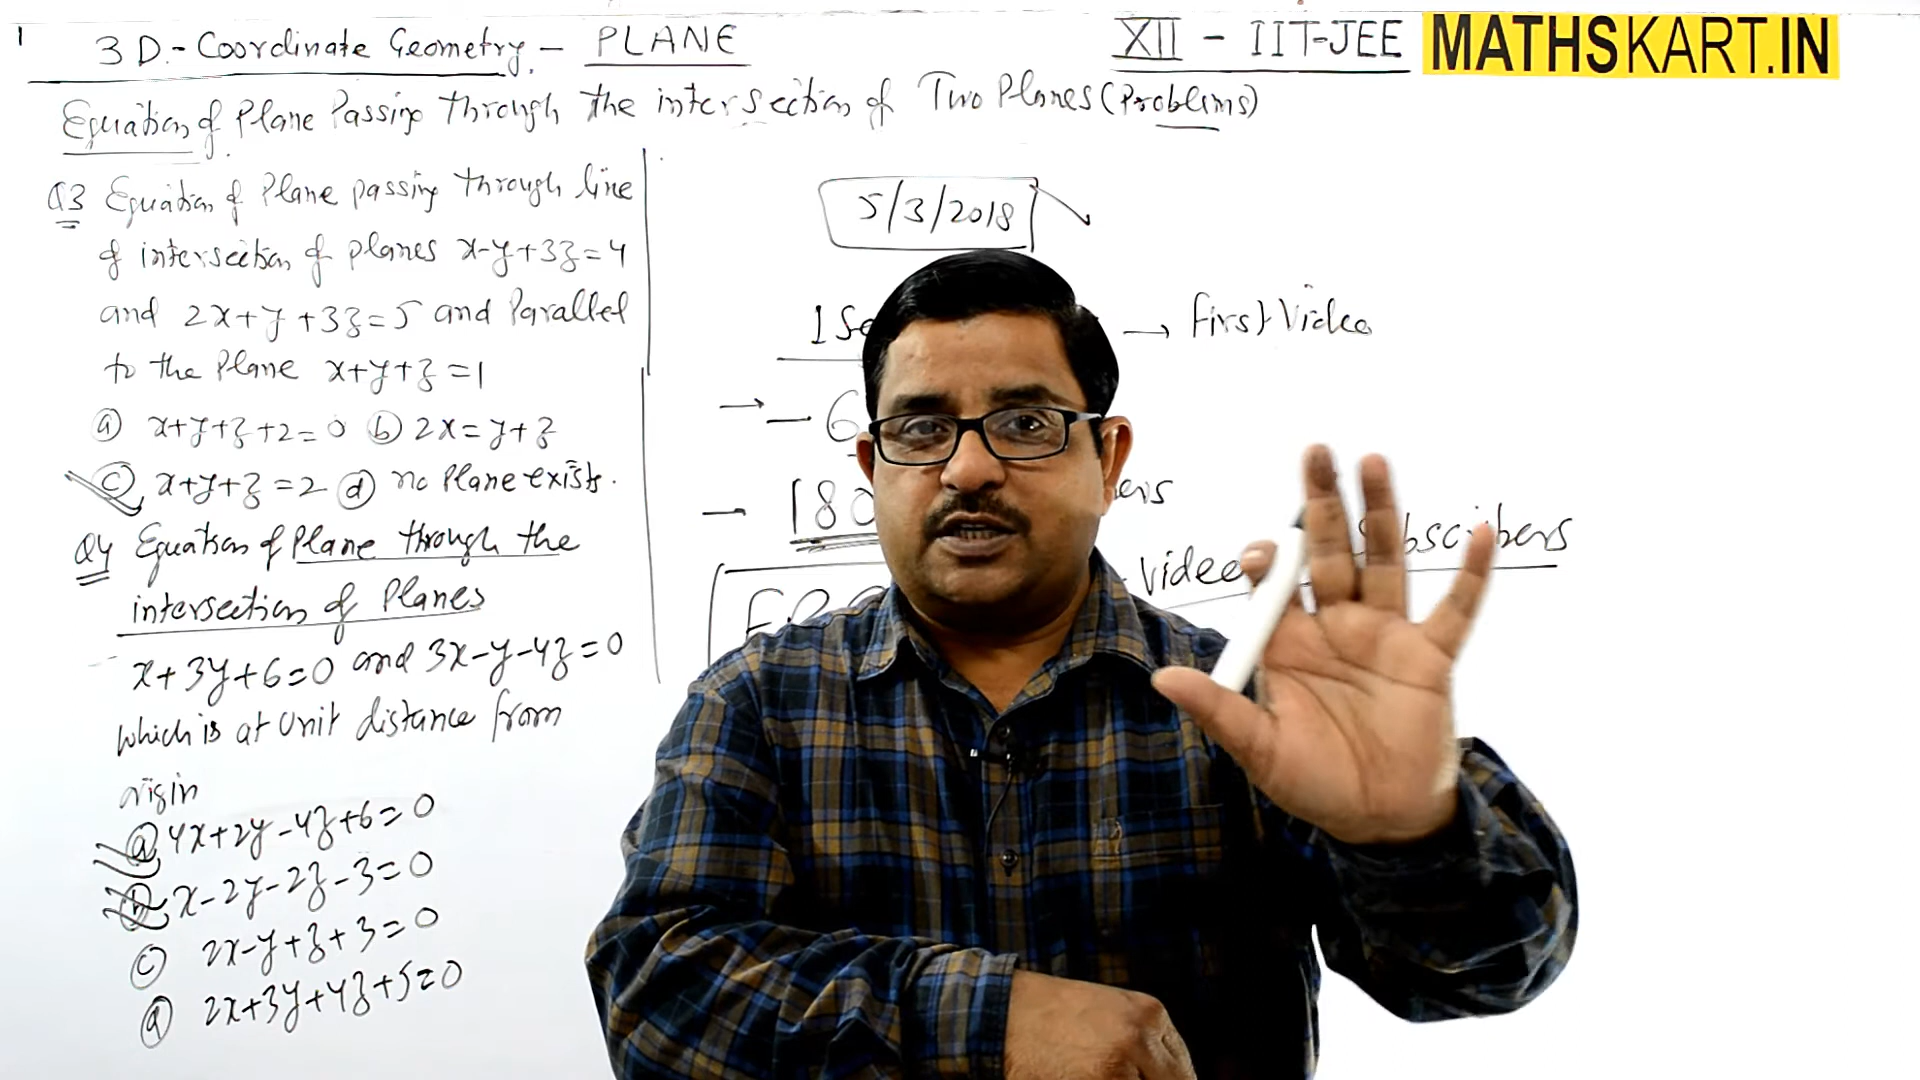 1
3D.-Coordinate Geometry.- PLANE
XII - IIT-JEE
MATHSKART.IN
Equation of Plane Passing through the intersection of Two Planes (Problems)
Q3 Equation of Plane passing through line
of intersection of planes x-y+3z=4
and 2x+y+3z=5 and Parallel
to the Plane x+y+z=1
(a) x+y+z+2=0 (b) 2x=y+z
(c) x+y+z=2 (d) no Plane exists.
Q4 Equation of Plane through the
intersection of Planes
x+3y+6=0 and 3x-y-4z=0
which is at unit distance from
origin
(a) 4x+2y-4z+6=0
(b) x-2y-2z-3=0
(c) 2x-y+z+3=0
(d) 2x+3y+4z+5=0
5/3/2018
→ First Video
→ - 6
- 180
Video
Subscribers